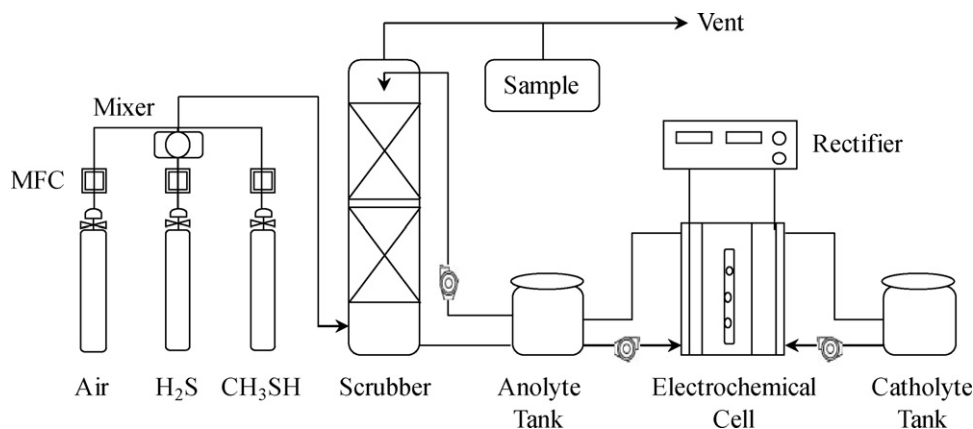 Vent
Sample
Mixer
Rectifier
MFC
Air
H₂S
CH₃SH
Scrubber
Anolyte
Tank
Electrochemical
Cell
Catholyte
Tank